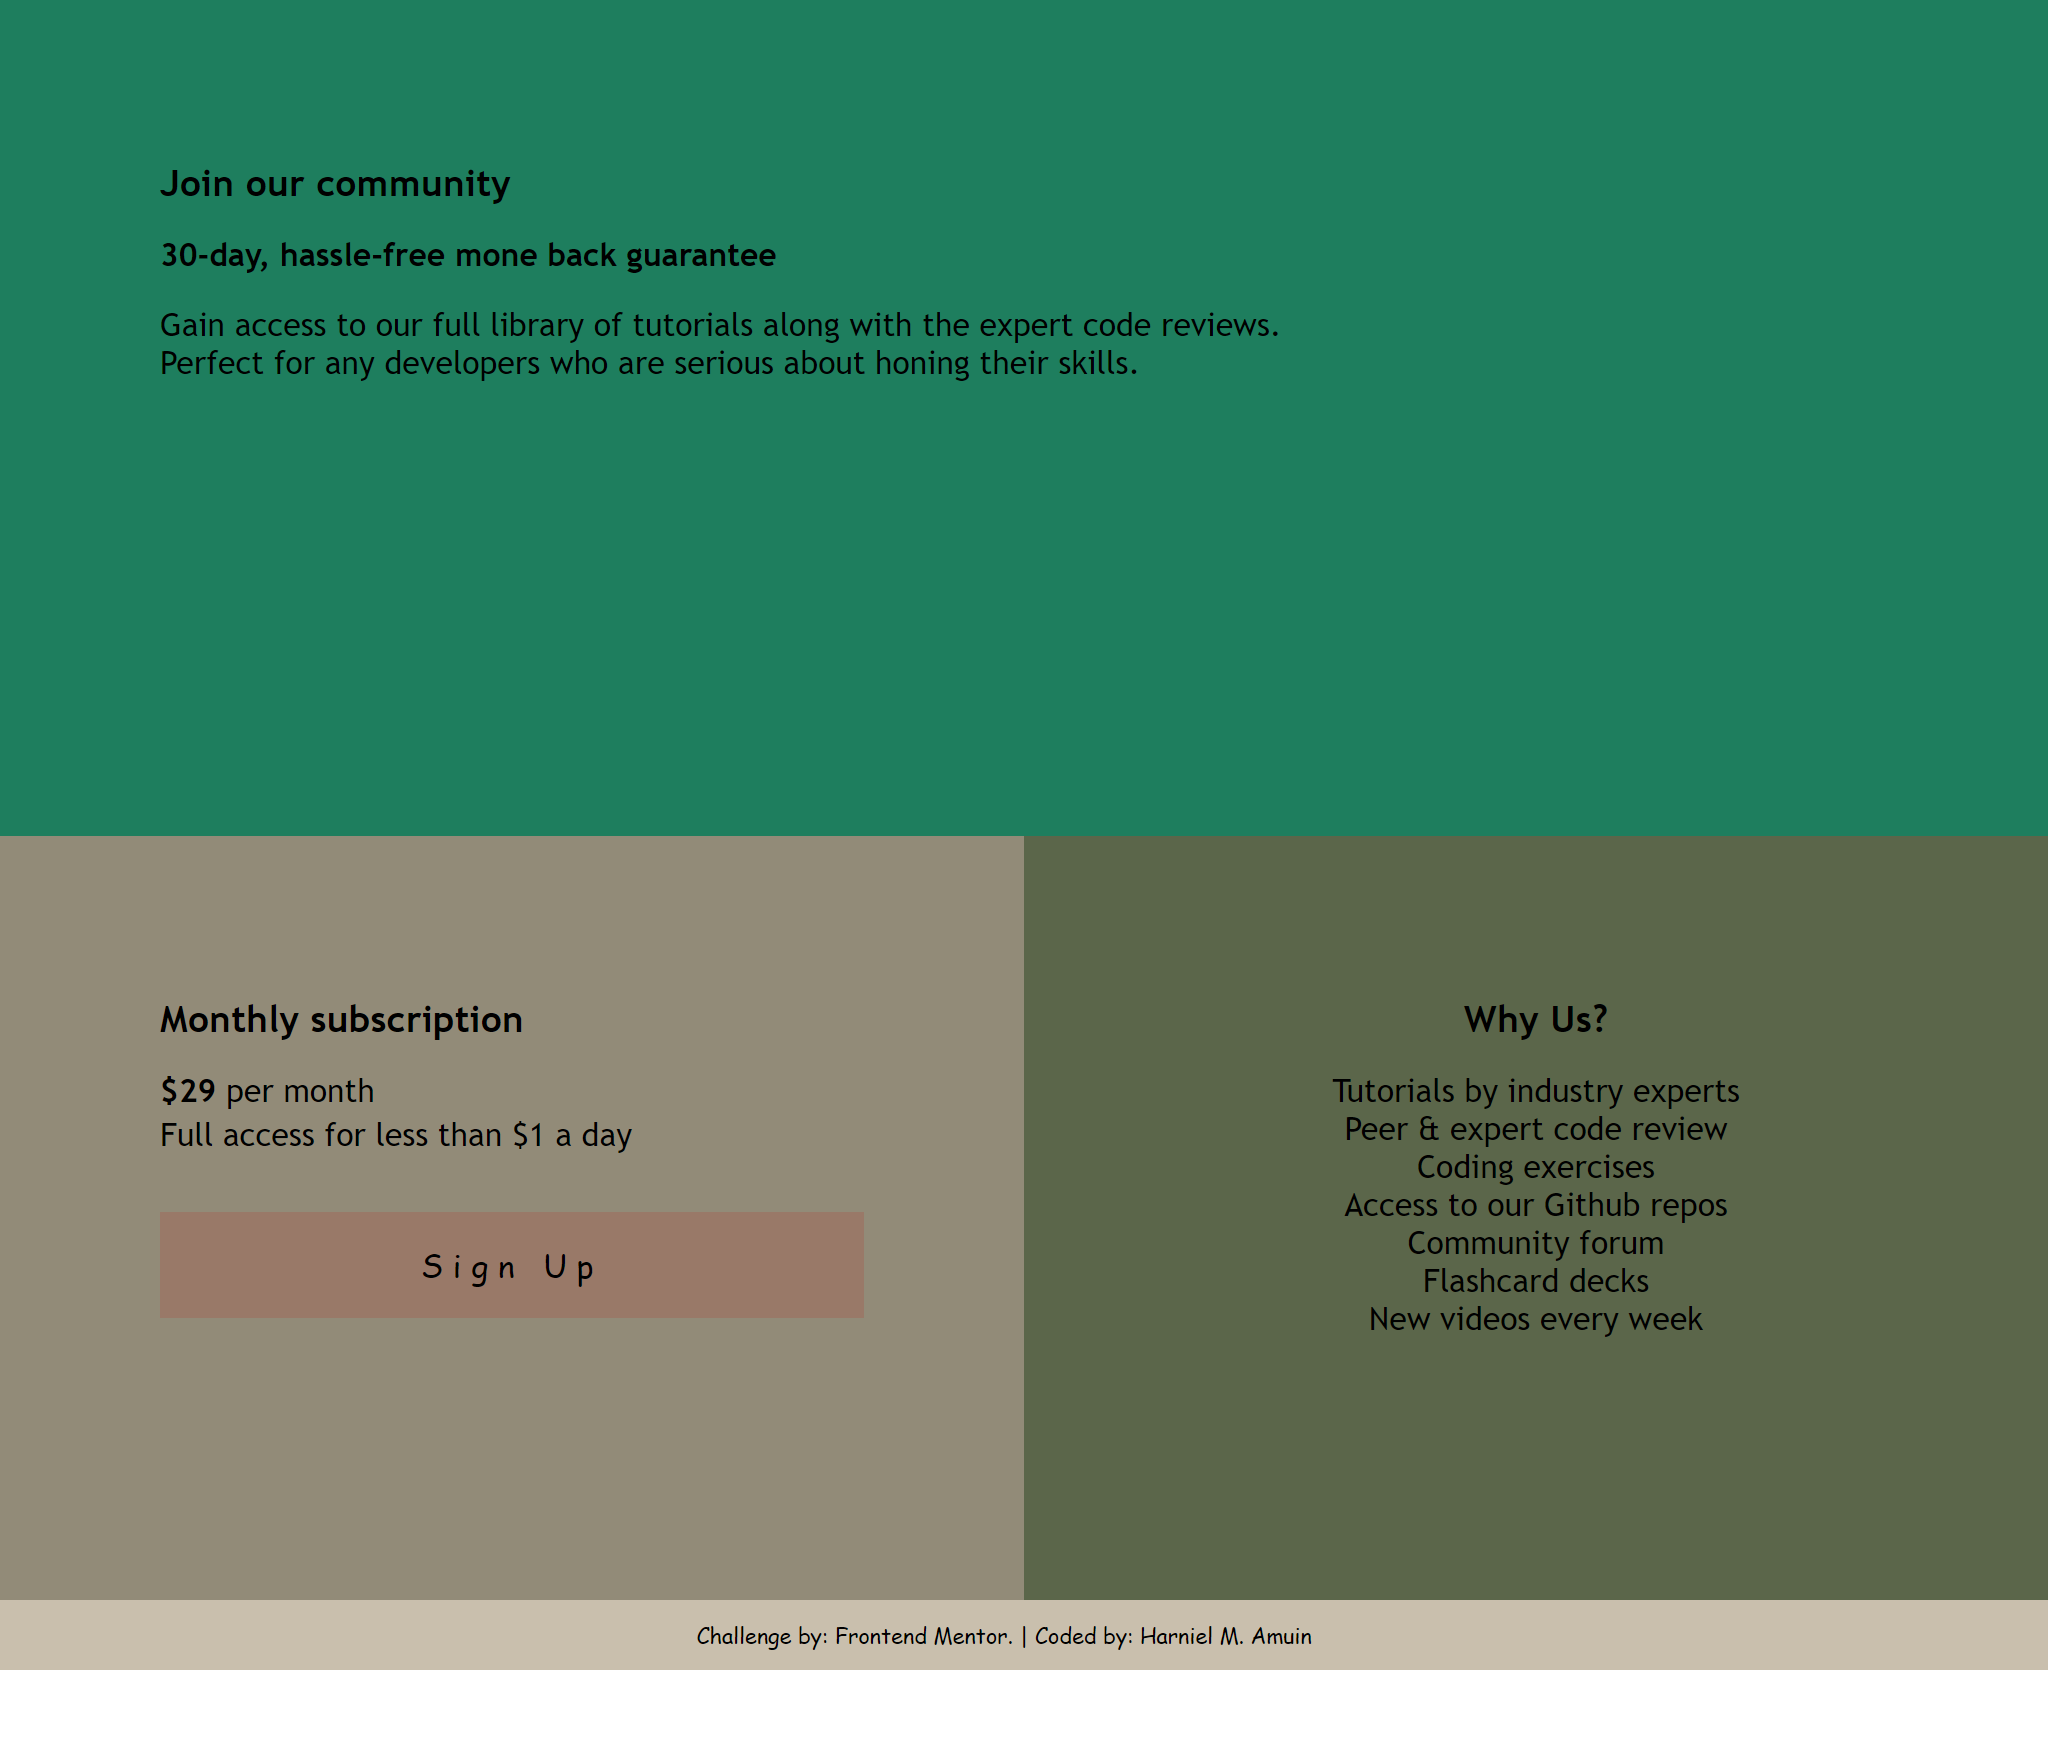 Join our community
30-day, hassle-free mone back guarantee
Gain access to our full library of tutorials along with the expert code reviews.
Perfect for any developers who are serious about honing their skills.
Monthly subscription
$29 per month
Full access for less than $1 a day
Sign Up
Why Us?
Tutorials by industry experts
Peer & expert code review
Coding exercises
Access to our Github repos
Community forum
Flashcard decks
New videos every week
Challenge by: Frontend Mentor. | Coded by: Harniel M. Amuin